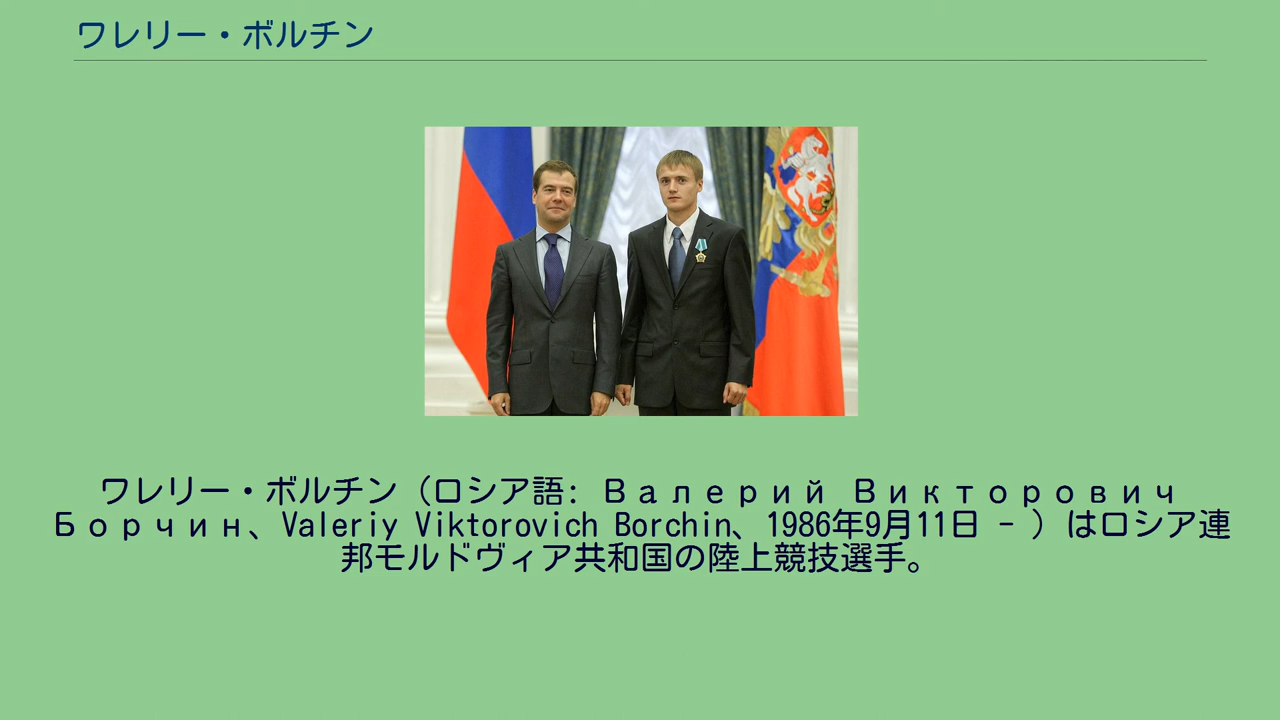 ワレリー・ボルチン
ワレリー・ボルチン（ロシア語: Валерий Викторович
Борчин、Valeriy Viktorovich Borchin、1986年9月11日 - ）はロシア連
邦モルドヴィア共和国の陸上競技選手。